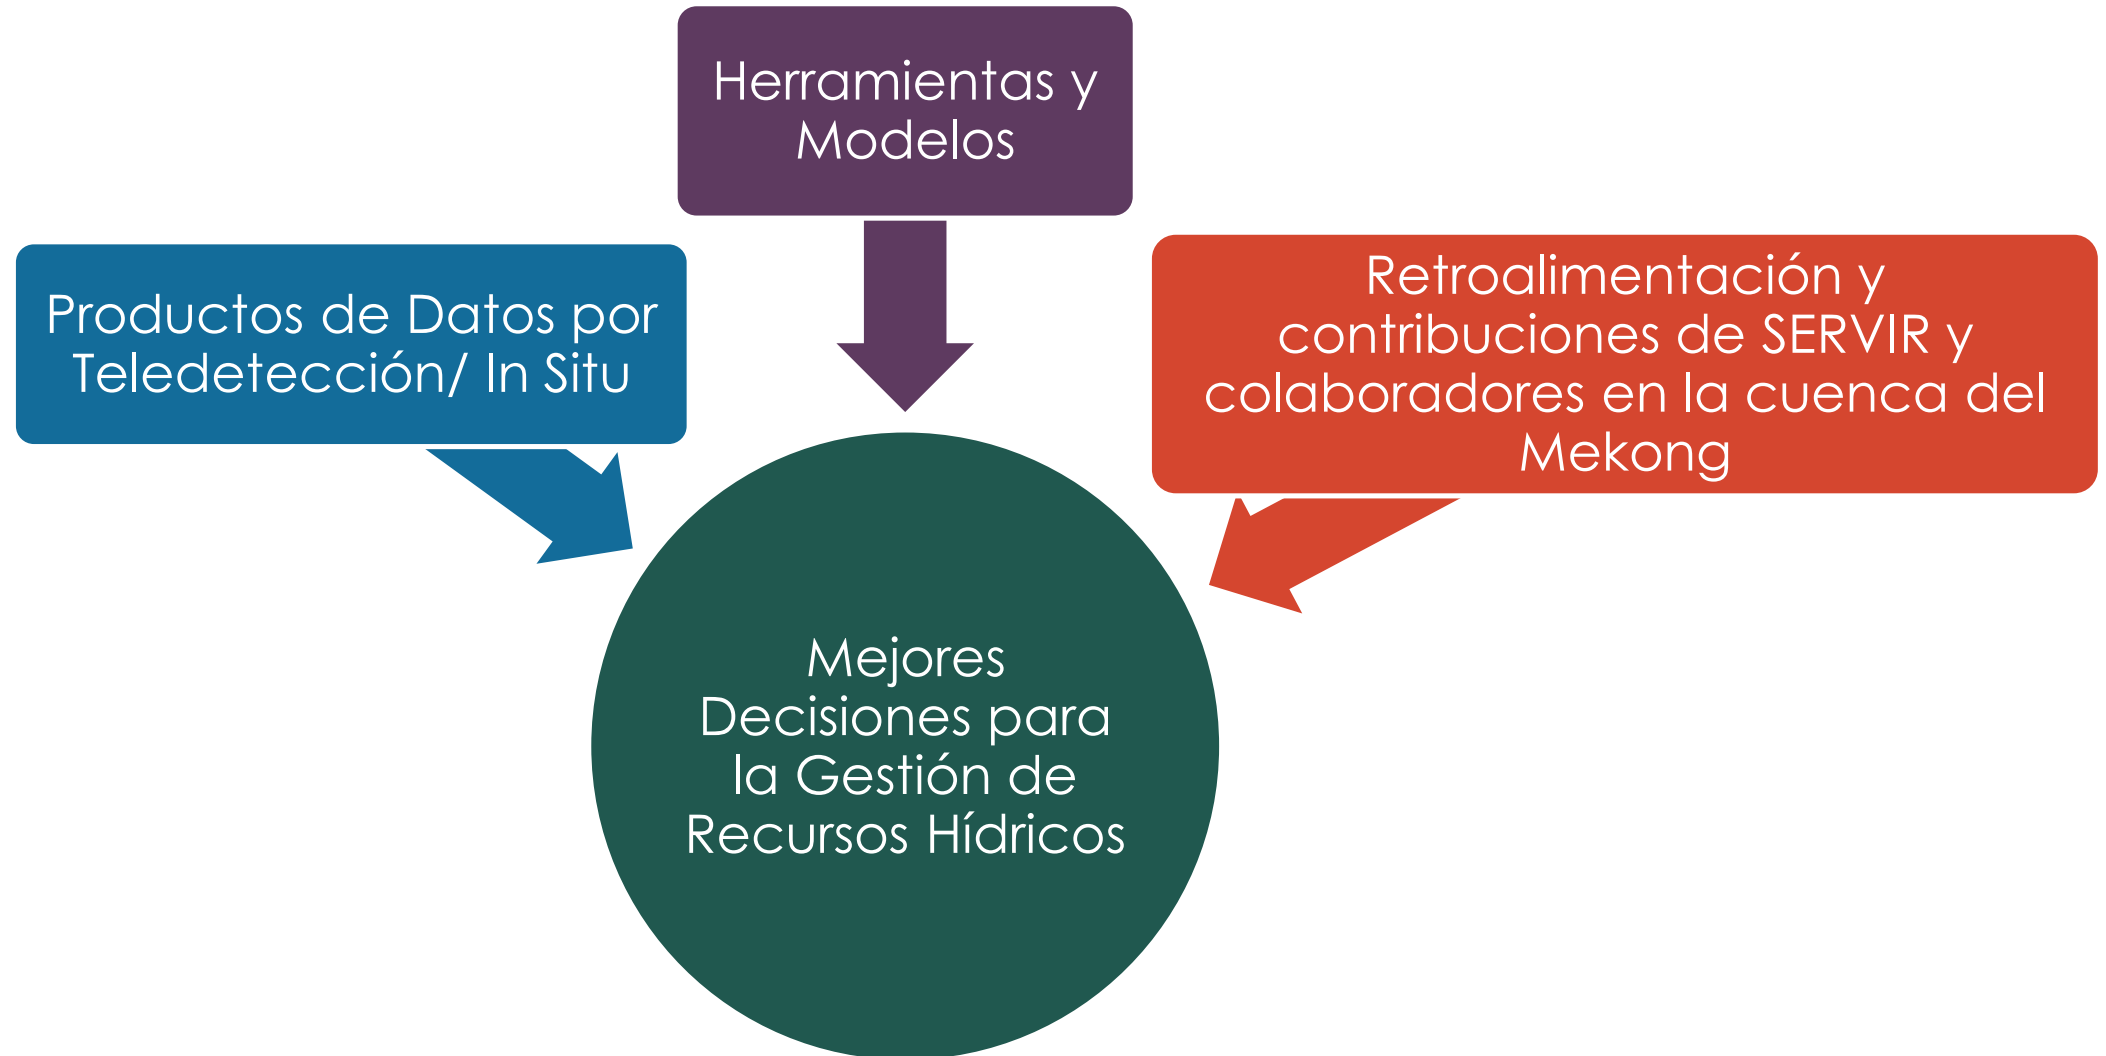 Herramientas y
Modelos
Productos de Datos por
Teledetección/ In Situ
Retroalimentación y
contribuciones de SERVIR y
colaboradores en la cuenca del
Mekong
Mejores
Decisiones para
la Gestión de
Recursos Hídricos